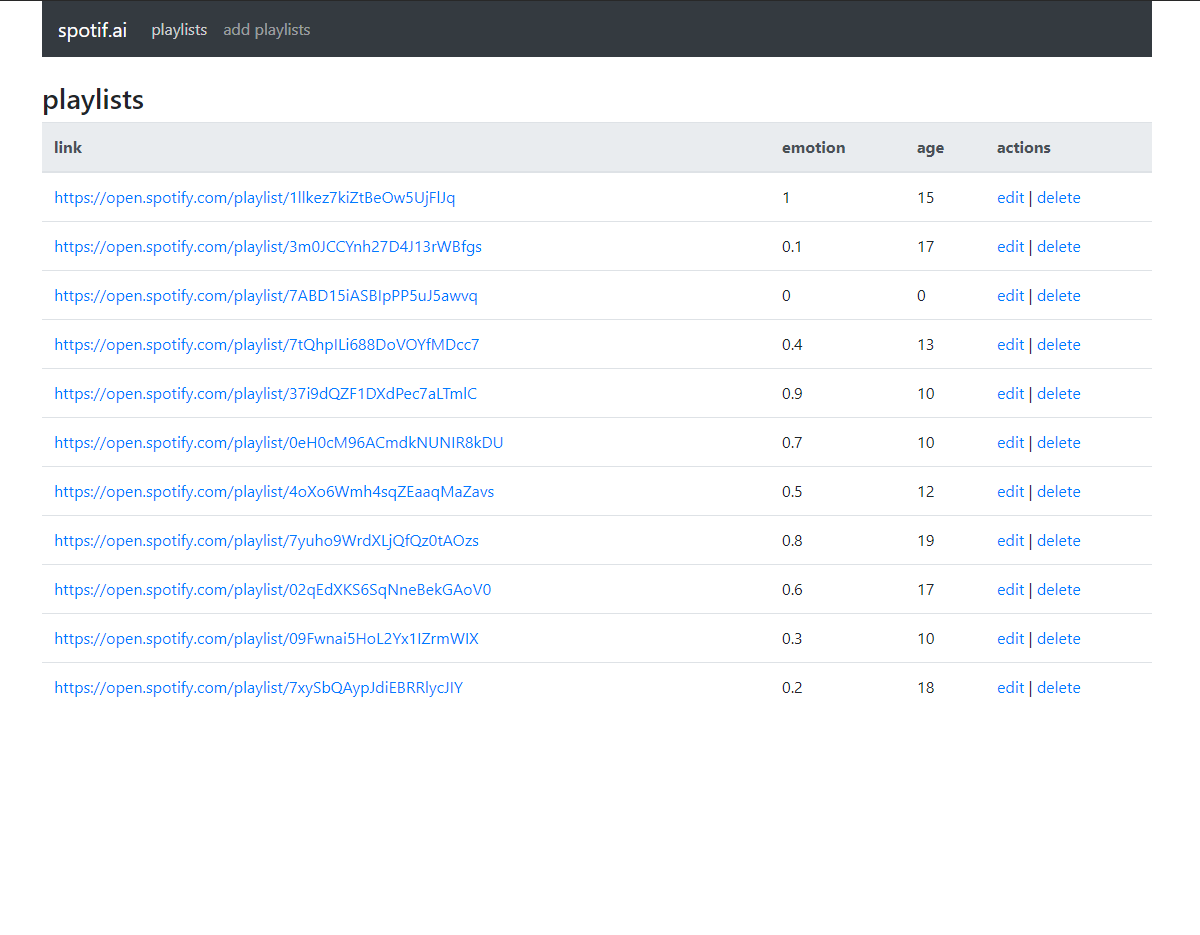 spotif.ai playlists add playlists
playlists
link emotion age actions
https://open.spotify.com/playlist/1llkez7kiZtBeOw5UjFlJq 1 15 edit | delete
https://open.spotify.com/playlist/3m0JCCYnh27D4J13rWBfgs 0.1 17 edit | delete
https://open.spotify.com/playlist/7ABD15iASBIpPP5uJ5awvq 0 0 edit | delete
https://open.spotify.com/playlist/7tQhpILi688DoVOYfMDcc7 0.4 13 edit | delete
https://open.spotify.com/playlist/37i9dQZF1DXdPec7aLTmlC 0.9 10 edit | delete
https://open.spotify.com/playlist/0eH0cM96ACmdkNUNIR8kDU 0.7 10 edit | delete
https://open.spotify.com/playlist/4oXo6Wmh4sqZEaaqMaZavs 0.5 12 edit | delete
https://open.spotify.com/playlist/7yuho9WrdXLjQfQz0tAOzs 0.8 19 edit | delete
https://open.spotify.com/playlist/02qEdXKS6SqNneBekGAoV0 0.6 17 edit | delete
https://open.spotify.com/playlist/09Fwnai5HoL2Yx1IZrmWIX 0.3 10 edit | delete
https://open.spotify.com/playlist/7xySbQAypJdiEBRRlycJIY 0.2 18 edit | delete